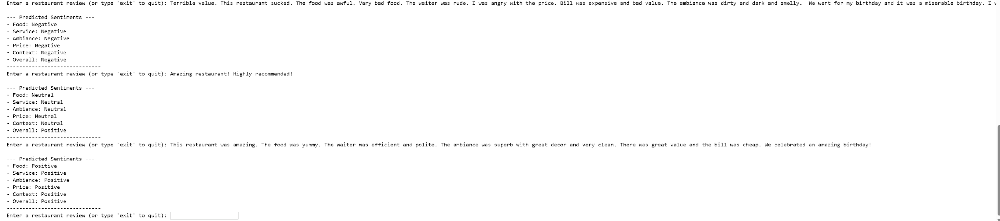 Enter a restaurant review (or type 'exit' to quit): Terrible value. This restaurant sucked. The food was awful. Very bad food. The waiter was rude. I was angry with the price. Bill was expensive and bad value. The ambiance was dirty and dark and smelly.  We went for my birthday and it was a miserable birthday. I
--- Predicted Sentiments ---
- Food: Negative
- Service: Negative
- Ambiance: Negative
- Price: Negative
- Context: Negative
- Overall: Negative
------------------------------
Enter a restaurant review (or type 'exit' to quit): Amazing restaurant! Highly recommended!
--- Predicted Sentiments ---
- Food: Neutral
- Service: Neutral
- Ambiance: Neutral
- Price: Neutral
- Context: Neutral
- Overall: Positive
------------------------------
Enter a restaurant review (or type 'exit' to quit): This restaurant was amazing. The food was yummy. The waiter was efficient and polite. The ambiance was superb with great decor and very clean. There was great value and the bill was cheap. We celebrated an amazing birthday!
--- Predicted Sentiments ---
- Food: Positive
- Service: Positive
- Ambiance: Positive
- Price: Positive
- Context: Positive
- Overall: Positive
------------------------------
Enter a restaurant review (or type 'exit' to quit):